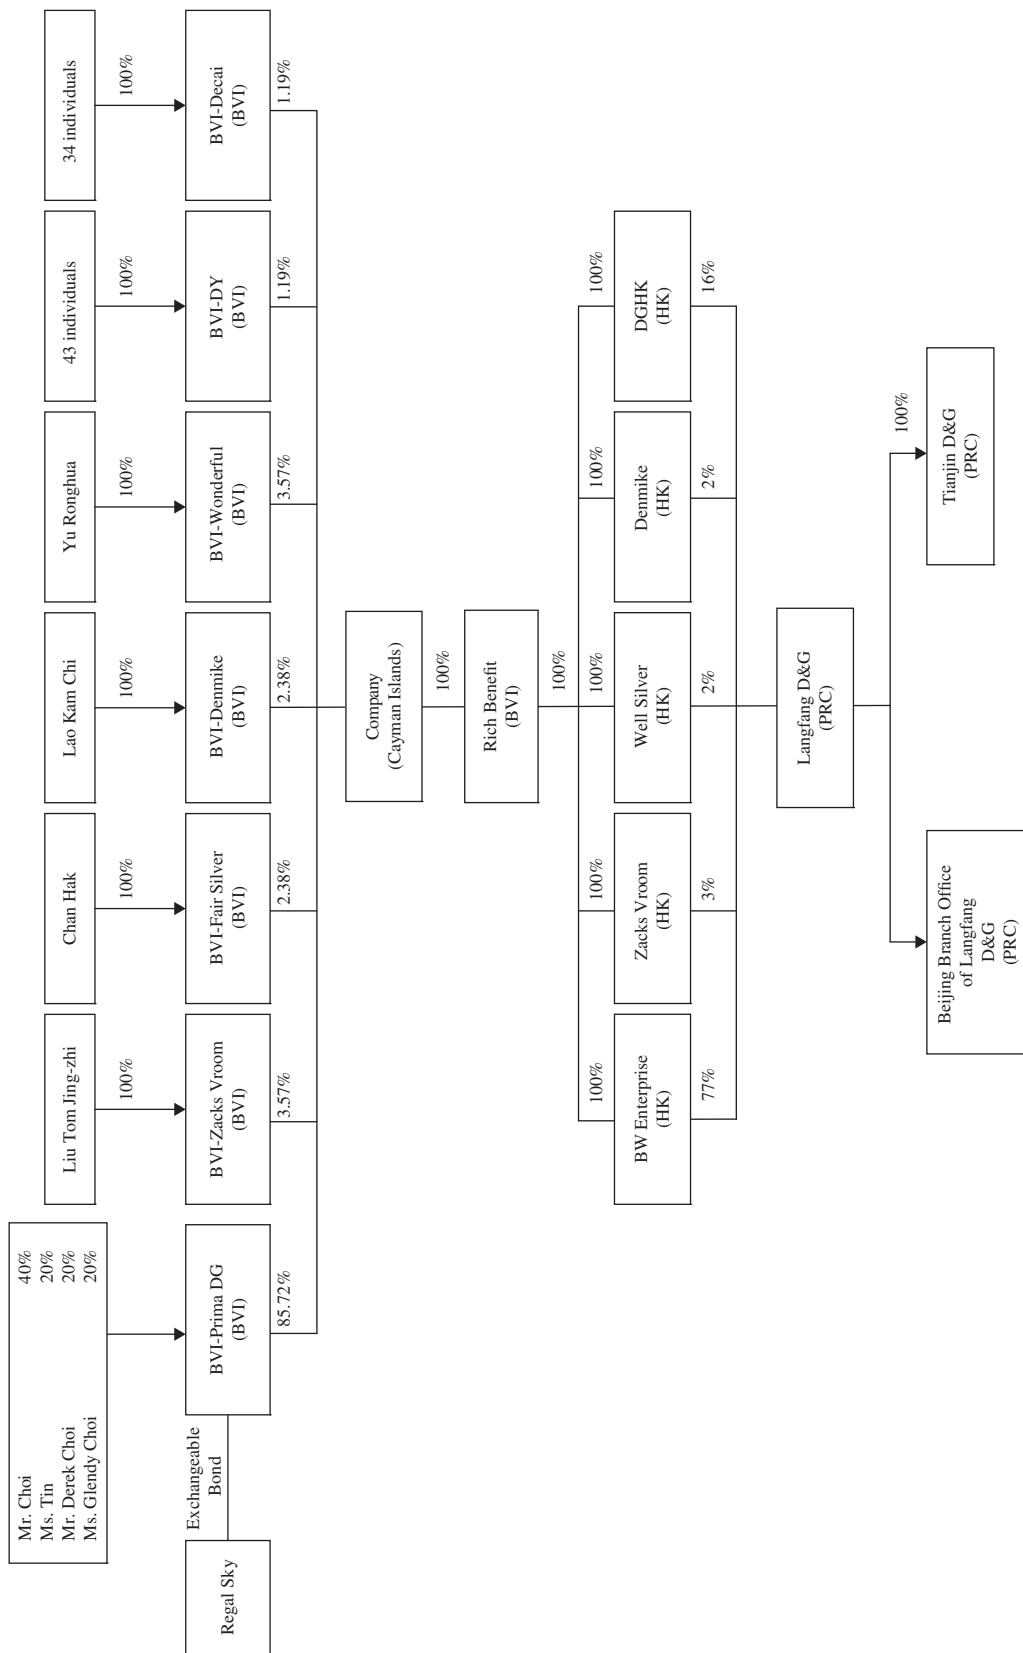 Mr. Choi 40%
Ms. Tin 20%
Mr. Derek Choi 20%
Ms. Glendy Choi 20%
Liu Tom Jing-zhi
Chan Hak
Lao Kam Chi
Yu Ronghua
43 individuals
34 individuals
100%
100%
100%
100%
100%
100%
Regal Sky
Exchangeable
Bond
BVI-Prima DG
(BVI)
BVI-Zacks Vroom
(BVI)
BVI-Fair Silver
(BVI)
BVI-Denmike
(BVI)
BVI-Wonderful
(BVI)
BVI-DY
(BVI)
BVI-Decai
(BVI)
85.72%
3.57%
2.38%
2.38%
3.57%
1.19%
1.19%
Company
(Cayman Islands)
100%
Rich Benefit
(BVI)
100%
100%
100%
100%
100%
100%
BW Enterprise
(HK)
Zacks Vroom
(HK)
Well Silver
(HK)
Denmike
(HK)
DGHK
(HK)
77%
3%
2%
2%
16%
Langfang D&G
(PRC)
100%
Beijing Branch Office
of Langfang
D&G
(PRC)
Tianjin D&G
(PRC)